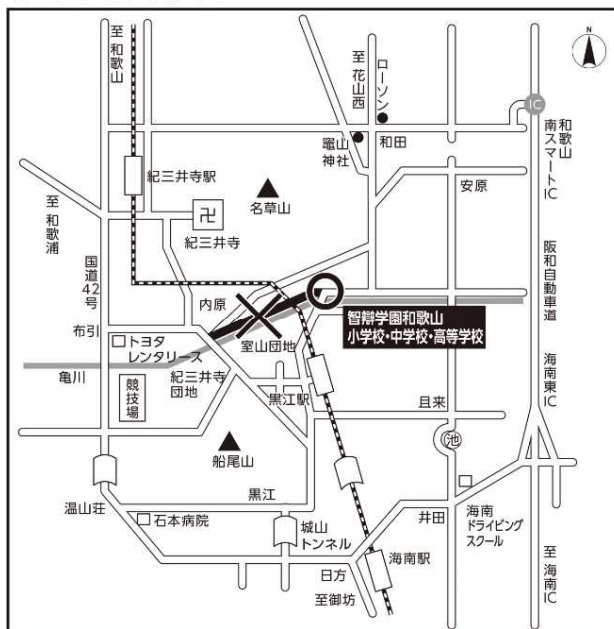 N
至 和歌山
至 花山西
ローソン
IC
和歌山
南スマートIC
竈山
神社
和田
紀三井寺駅
名草山
安原
至 和歌浦
卍
紀三井寺
国道42号
阪和自動車道
内原
智辯学園和歌山
小学校・中学校・高等学校
布引
トヨタ
レンタリース
室山団地
亀川
紀三井寺
団地
競技場
黒江駅
且来
海南東IC
池
船尾山
黒江
温山荘
石本病院
城山
トンネル
井田
海南
ドライビング
スクール
海南駅
日方
至御坊
至 海南IC